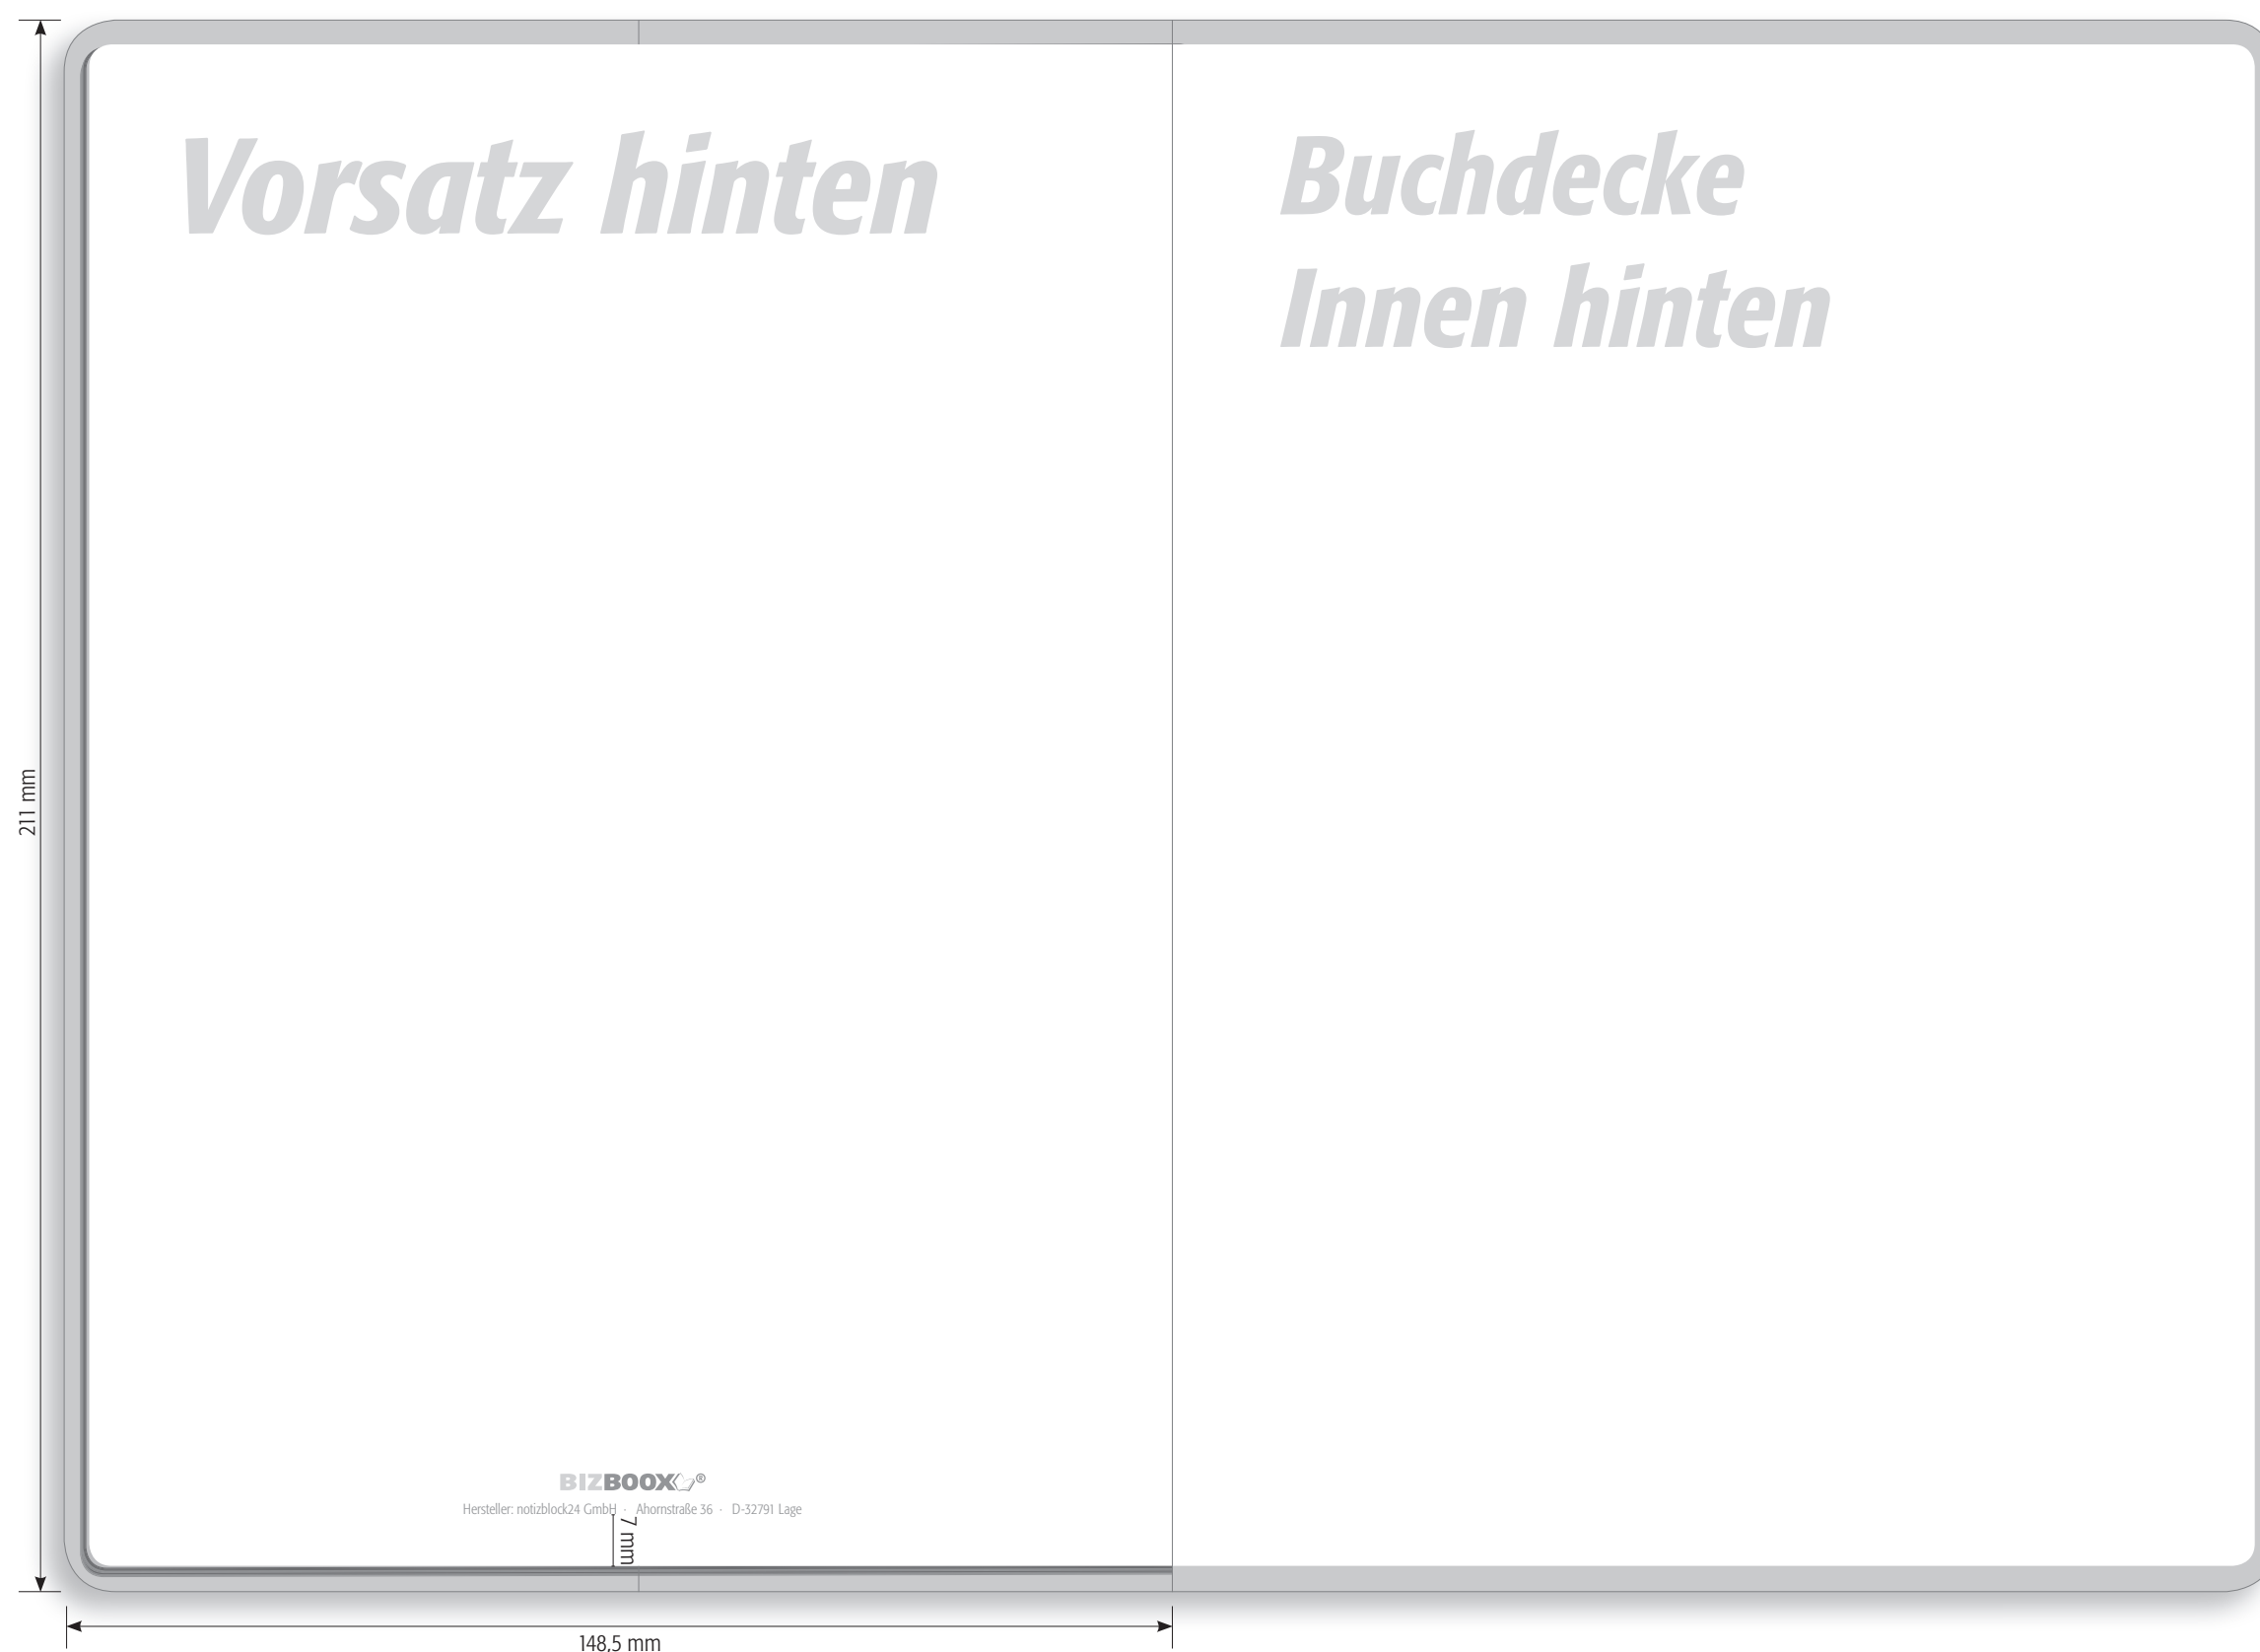 Vorsatz hinten
Buchdecke
Innen hinten
211 mm
BIZBOOX®
Hersteller: notizblock24 GmbH · Ahornstraße 36 · D-32791 Lage
7 mm
148,5 mm